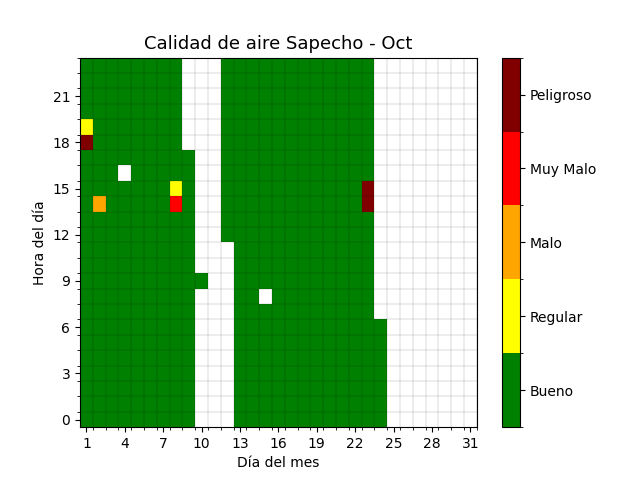 Calidad de aire Sapecho - Oct
Hora del día
21
18
15
12
9
6
3
0
1 4 7 10 13 16 19 22 25 28 31
Día del mes
Peligroso
Muy Malo
Malo
Regular
Bueno